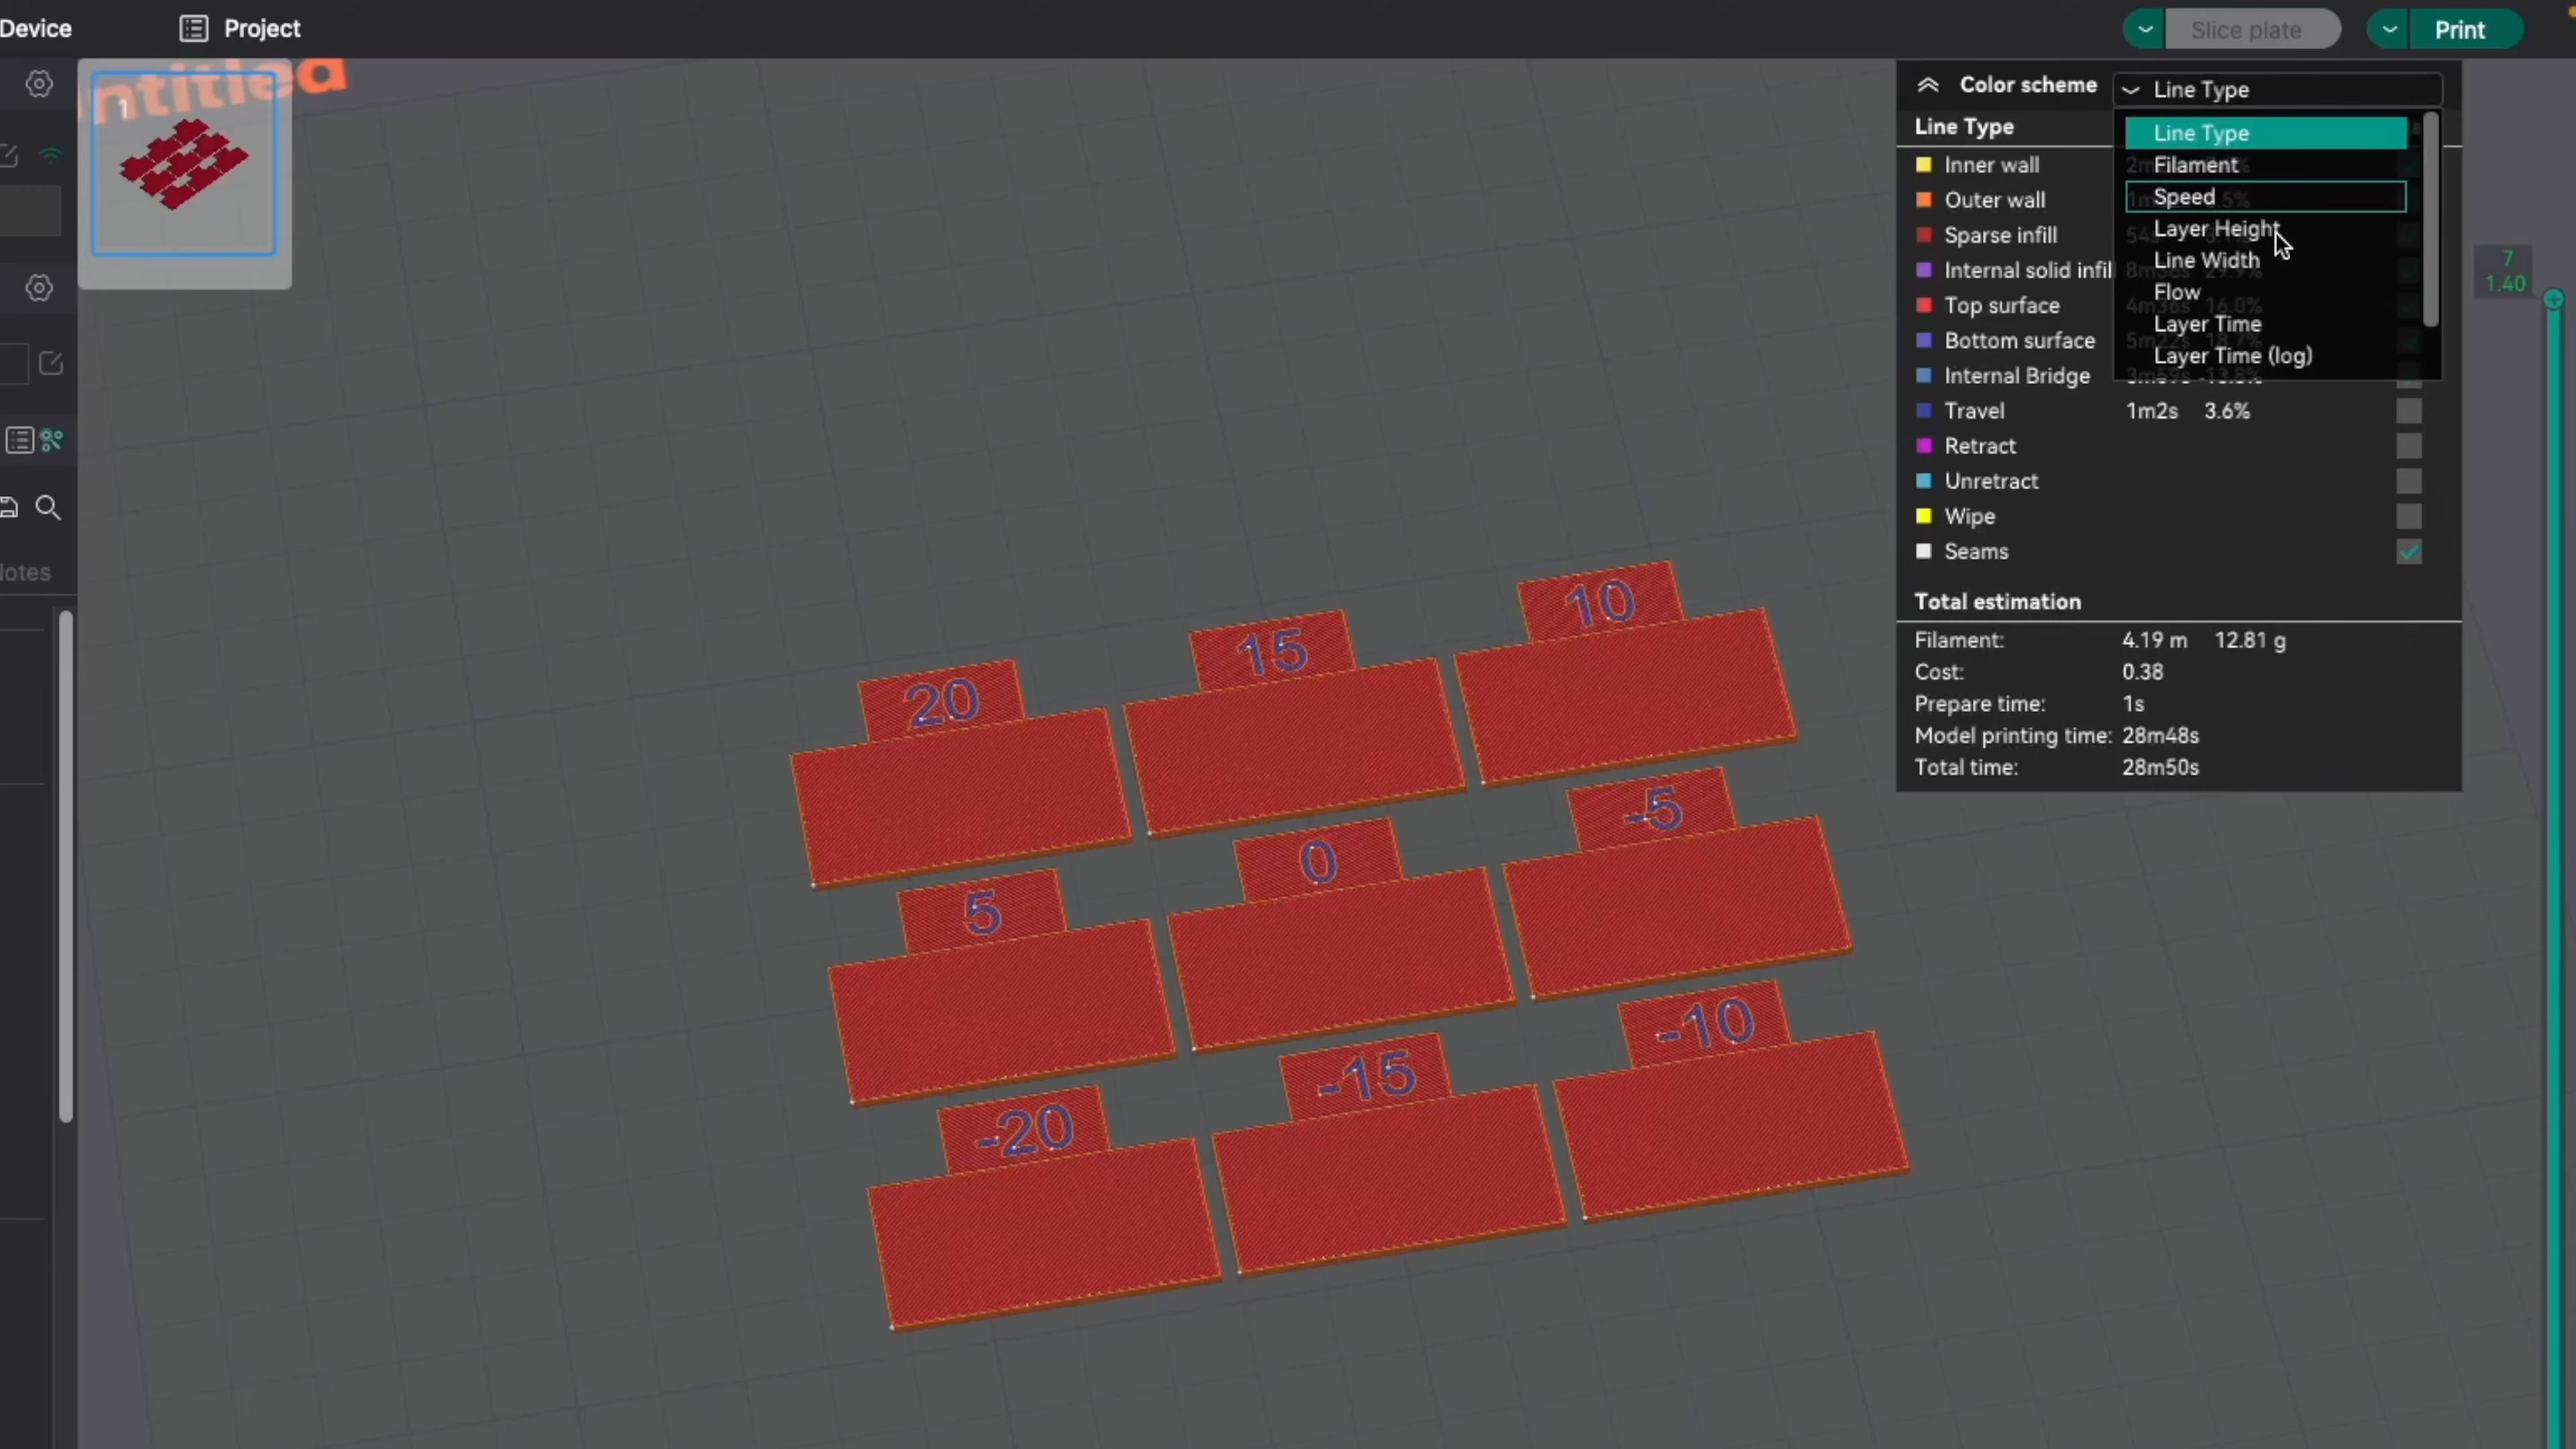 Device
Project
Slice plate
Print
ntitled
1
Color scheme
Line Type
Line Type
Line Type
Filament
Speed
Layer Height
Line Width
Flow
Layer Time
Layer Time (log)
Inner wall
Outer wall
Sparse infill
Internal solid infil
Top surface
Bottom surface
Internal Bridge
Travel 1m2s 3.6%
Retract
Unretract
Wipe
Seams
Total estimation
Filament: 4.19 m 12.81 g
Cost: 0.38
Prepare time: 1s
Model printing time: 28m48s
Total time: 28m50s
7
1.40
lotes
20
15
10
5
0
-5
-20
-15
-10